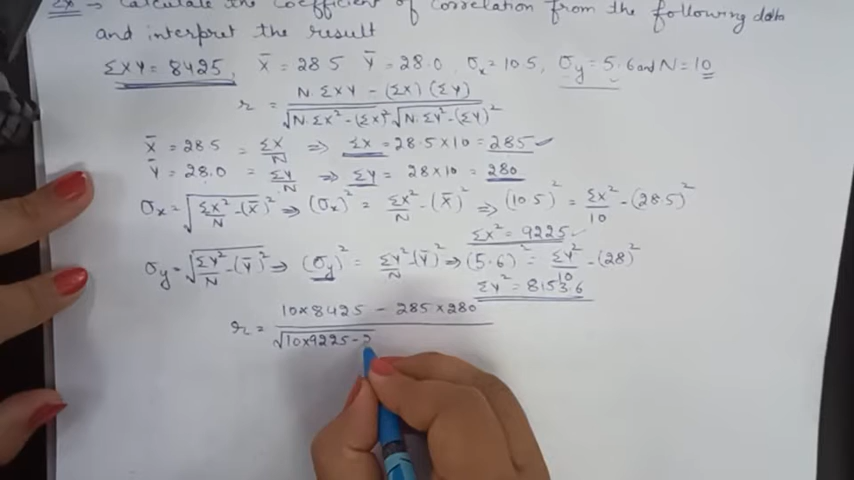 Ex → Calculate the Coefficient of Correlation from the following data
and interpret the result
ΣXY = 8425, X̄ = 28.5 Ȳ = 28.0 σx = 10.5, σy = 5.6 and N = 10
r = N·ΣXY - (ΣX)(ΣY) / √N·ΣX² - (ΣX)² √N·ΣY² - (ΣY)²
X̄ = 28.5 = ΣX/N ⇒ ΣX = 28.5×10 = 285
Ȳ = 28.0 = ΣY/N ⇒ ΣY = 28×10 = 280
σx = √ΣX²/N - (X̄)² ⇒ (σx)² = ΣX²/N - (X̄)² ⇒ (10.5)² = ΣX²/10 - (28.5)²
ΣX² = 9225
σy = √ΣY²/N - (Ȳ)² ⇒ (σy)² = ΣY²/N - (Ȳ)² ⇒ (5.6)² = ΣY²/10 - (28)²
ΣY² = 8153.6
r = 10×8425 - 285×280 / √10×9225 - 2